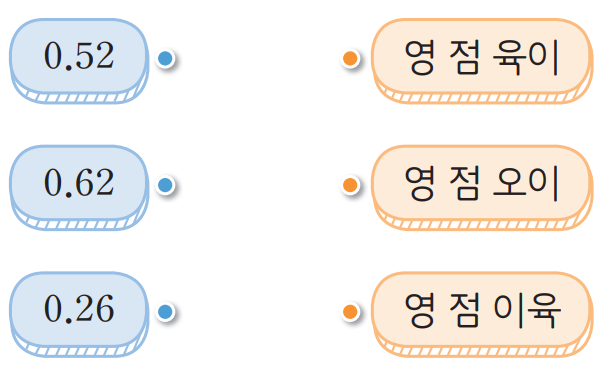 0.52 영 점 육이
0.62 영 점 오이
0.26 영 점 이육